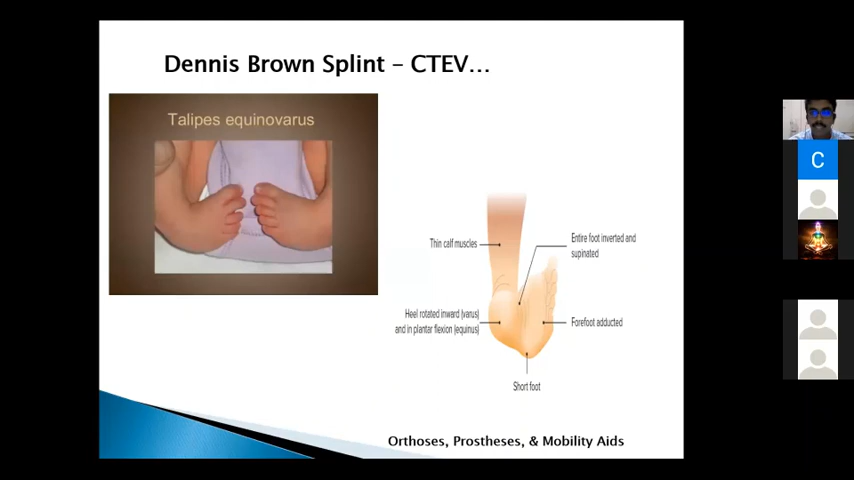 Dennis Brown Splint – CTEV...
Talipes equinovarus
Thin calf muscles
Entire foot inverted and
supinated
Heel rotated inward (varus)
and in plantar flexion (equinus)
Forefoot adducted
Short foot
Orthoses, Prostheses, & Mobility Aids
C